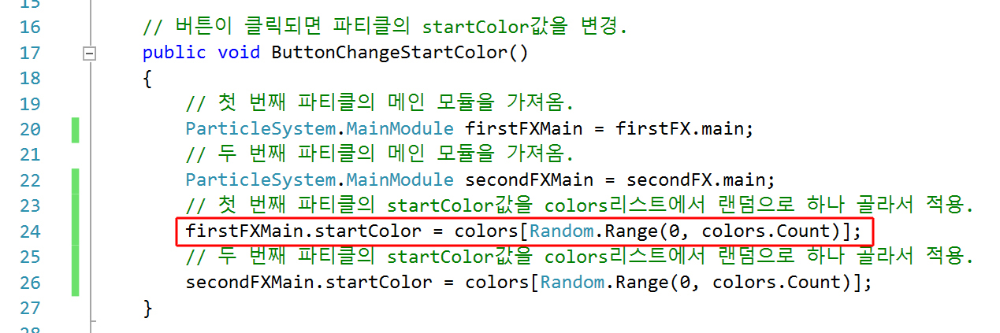 15
16 // 버튼이 클릭되면 파티클의 startColor값을 변경.
17 public void ButtonChangeStartColor()
18 {
19 // 첫 번째 파티클의 메인 모듈을 가져옴.
20 ParticleSystem.MainModule firstFXMain = firstFX.main;
21 // 두 번째 파티클의 메인 모듈을 가져옴.
22 ParticleSystem.MainModule secondFXMain = secondFX.main;
23 // 첫 번째 파티클의 startColor값을 colors리스트에서 랜덤으로 하나 골라서 적용.
24 firstFXMain.startColor = colors[Random.Range(0, colors.Count)];
25 // 두 번째 파티클의 startColor값을 colors리스트에서 랜덤으로 하나 골라서 적용.
26 secondFXMain.startColor = colors[Random.Range(0, colors.Count)];
27 }
28